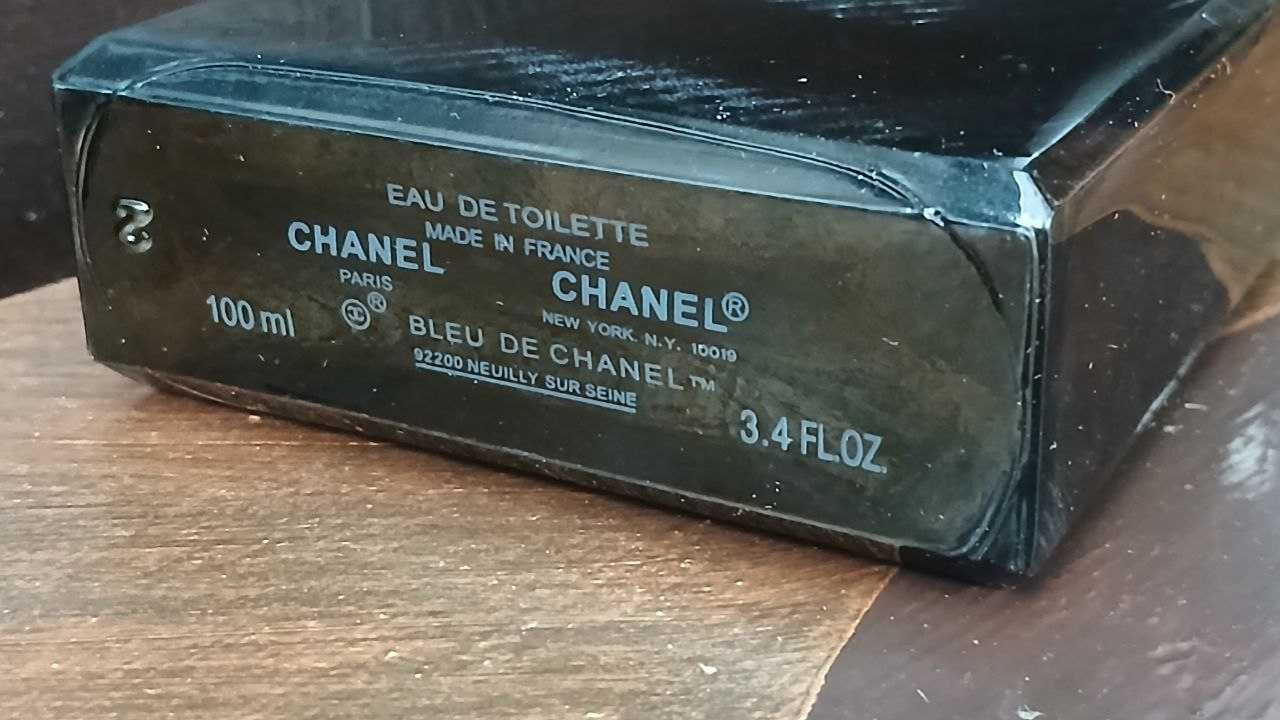 EAU DE TOILETTE
MADE IN FRANCE
CHANEL
PARIS
CHANEL®
NEW YORK. N.Y. 10019
100 ml
®
BLEU DE CHANEL™
92200 NEUILLY SUR SEINE
3.4 FL.OZ.